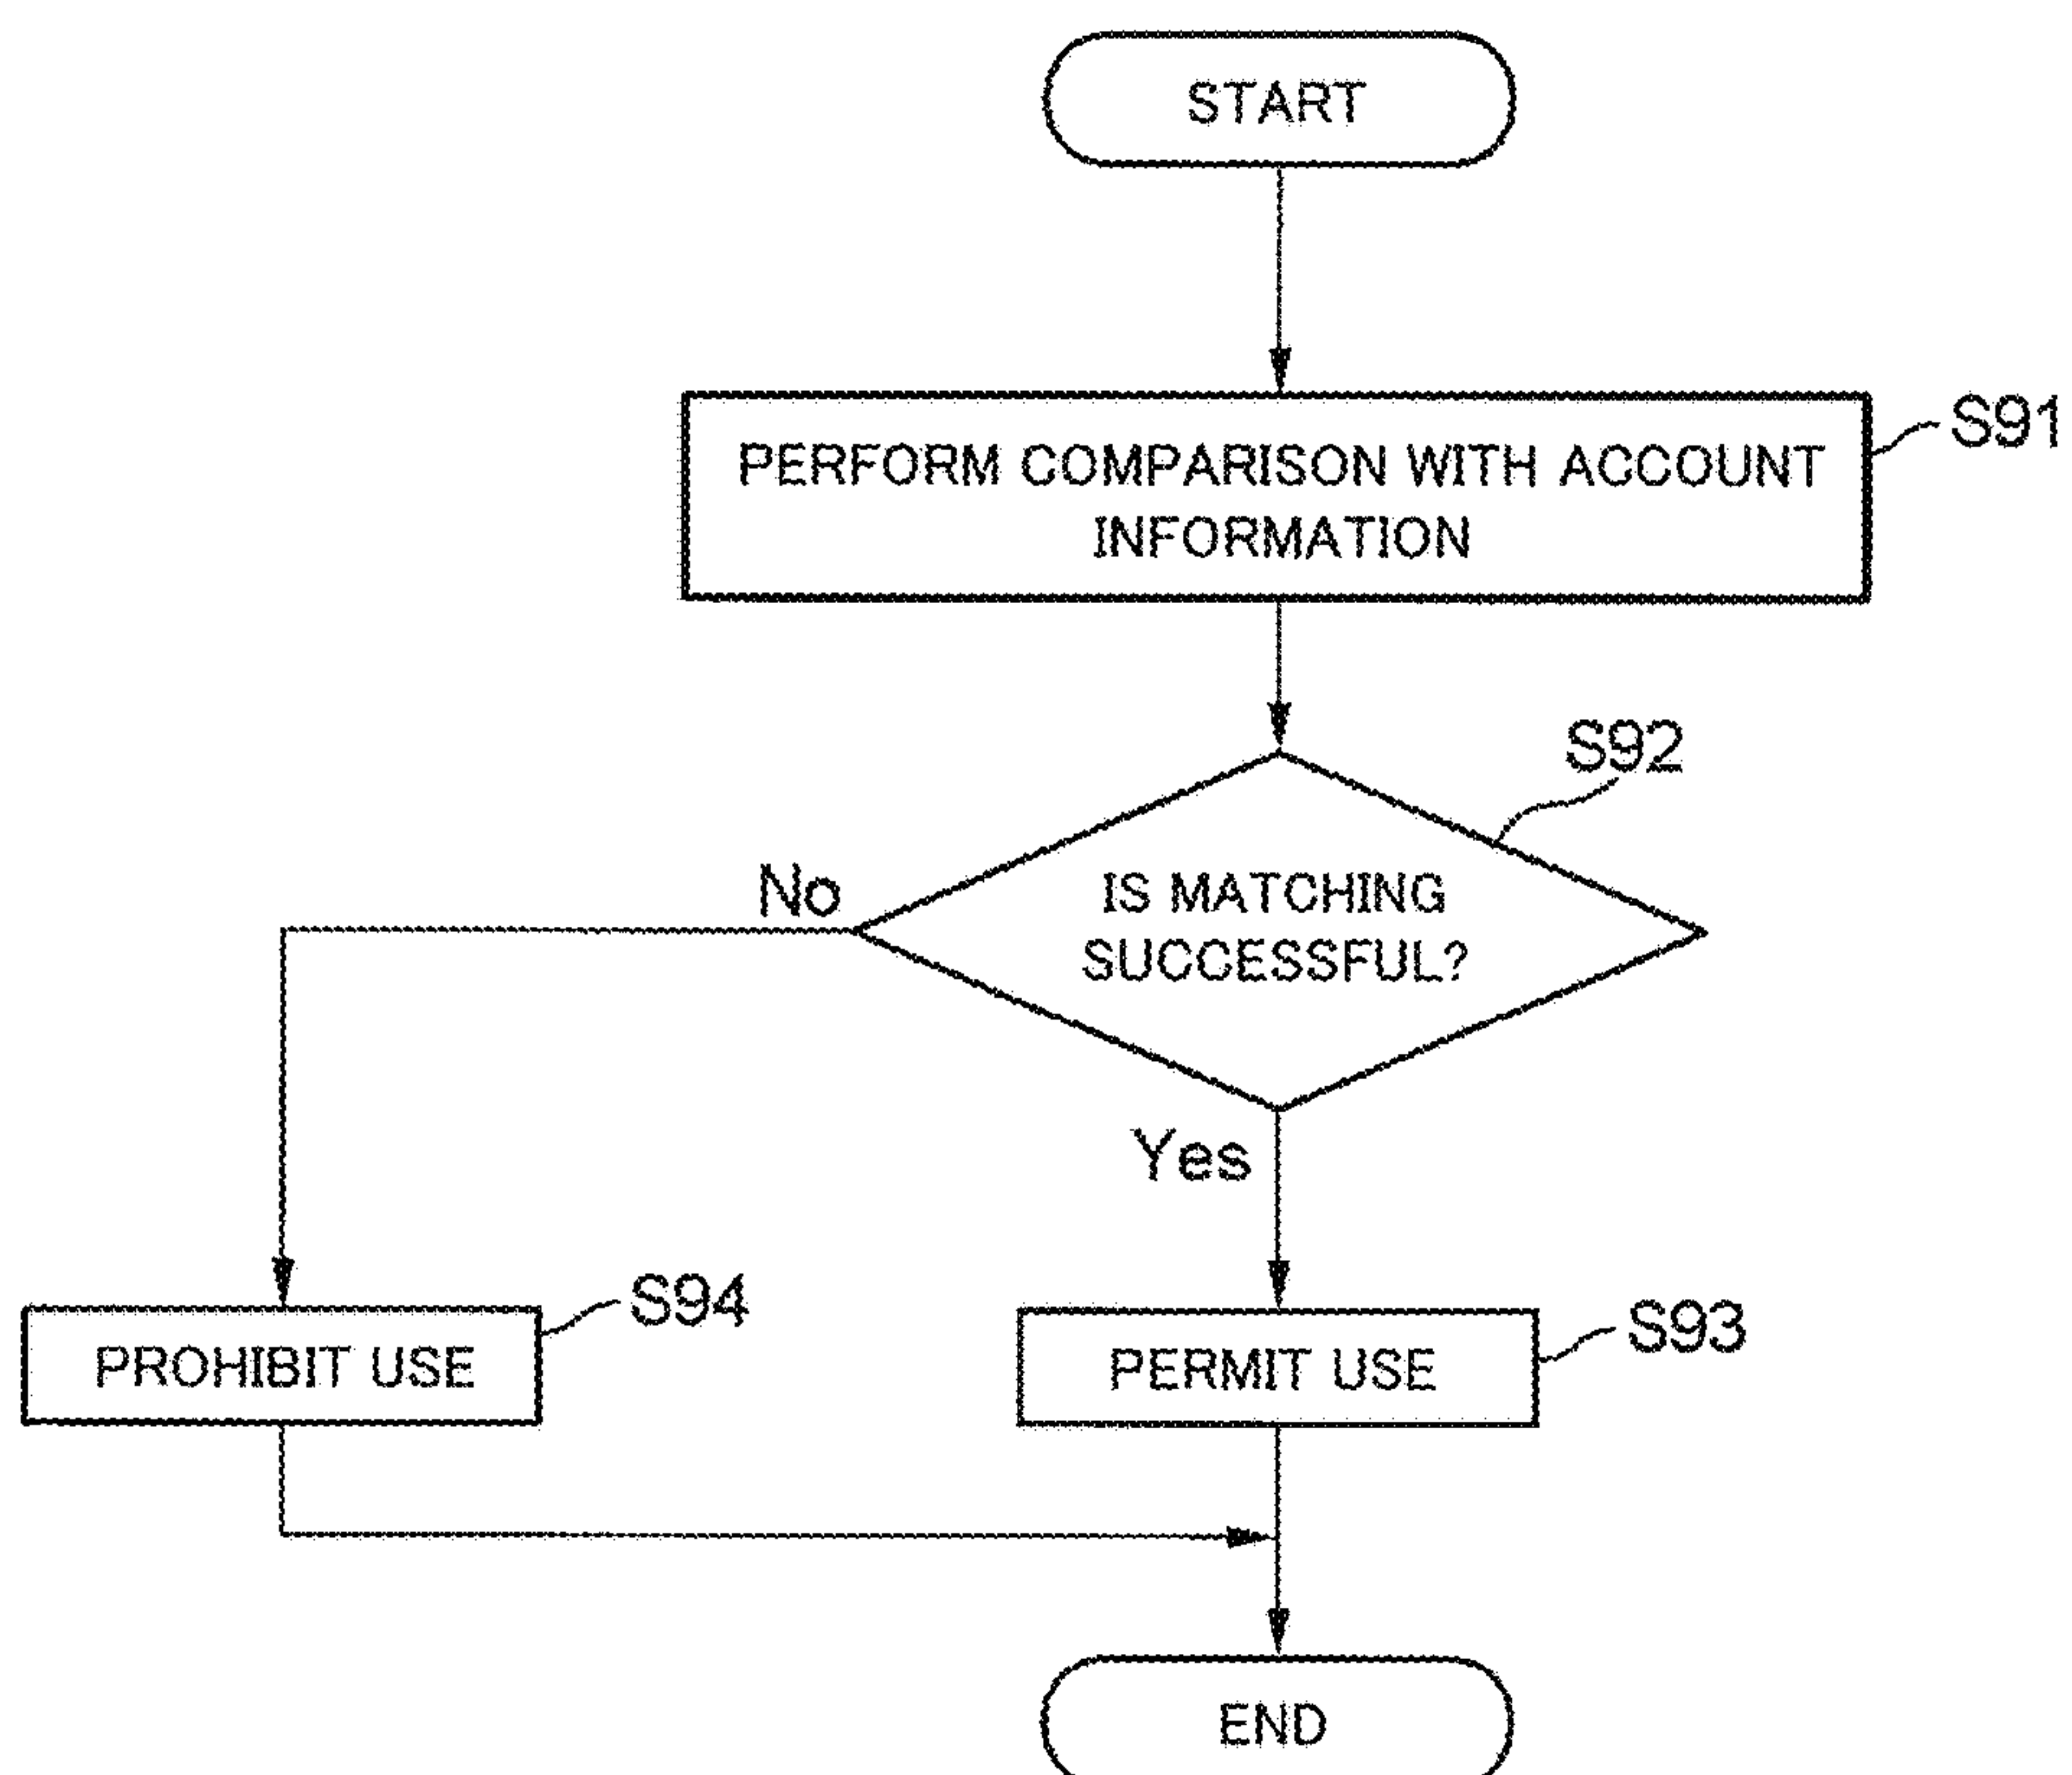 START
PERFORM COMPARISON WITH ACCOUNT
INFORMATION
S91
S92
IS MATCHING
SUCCESSFUL?
No
Yes
PROHIBIT USE
S94
PERMIT USE
S93
END